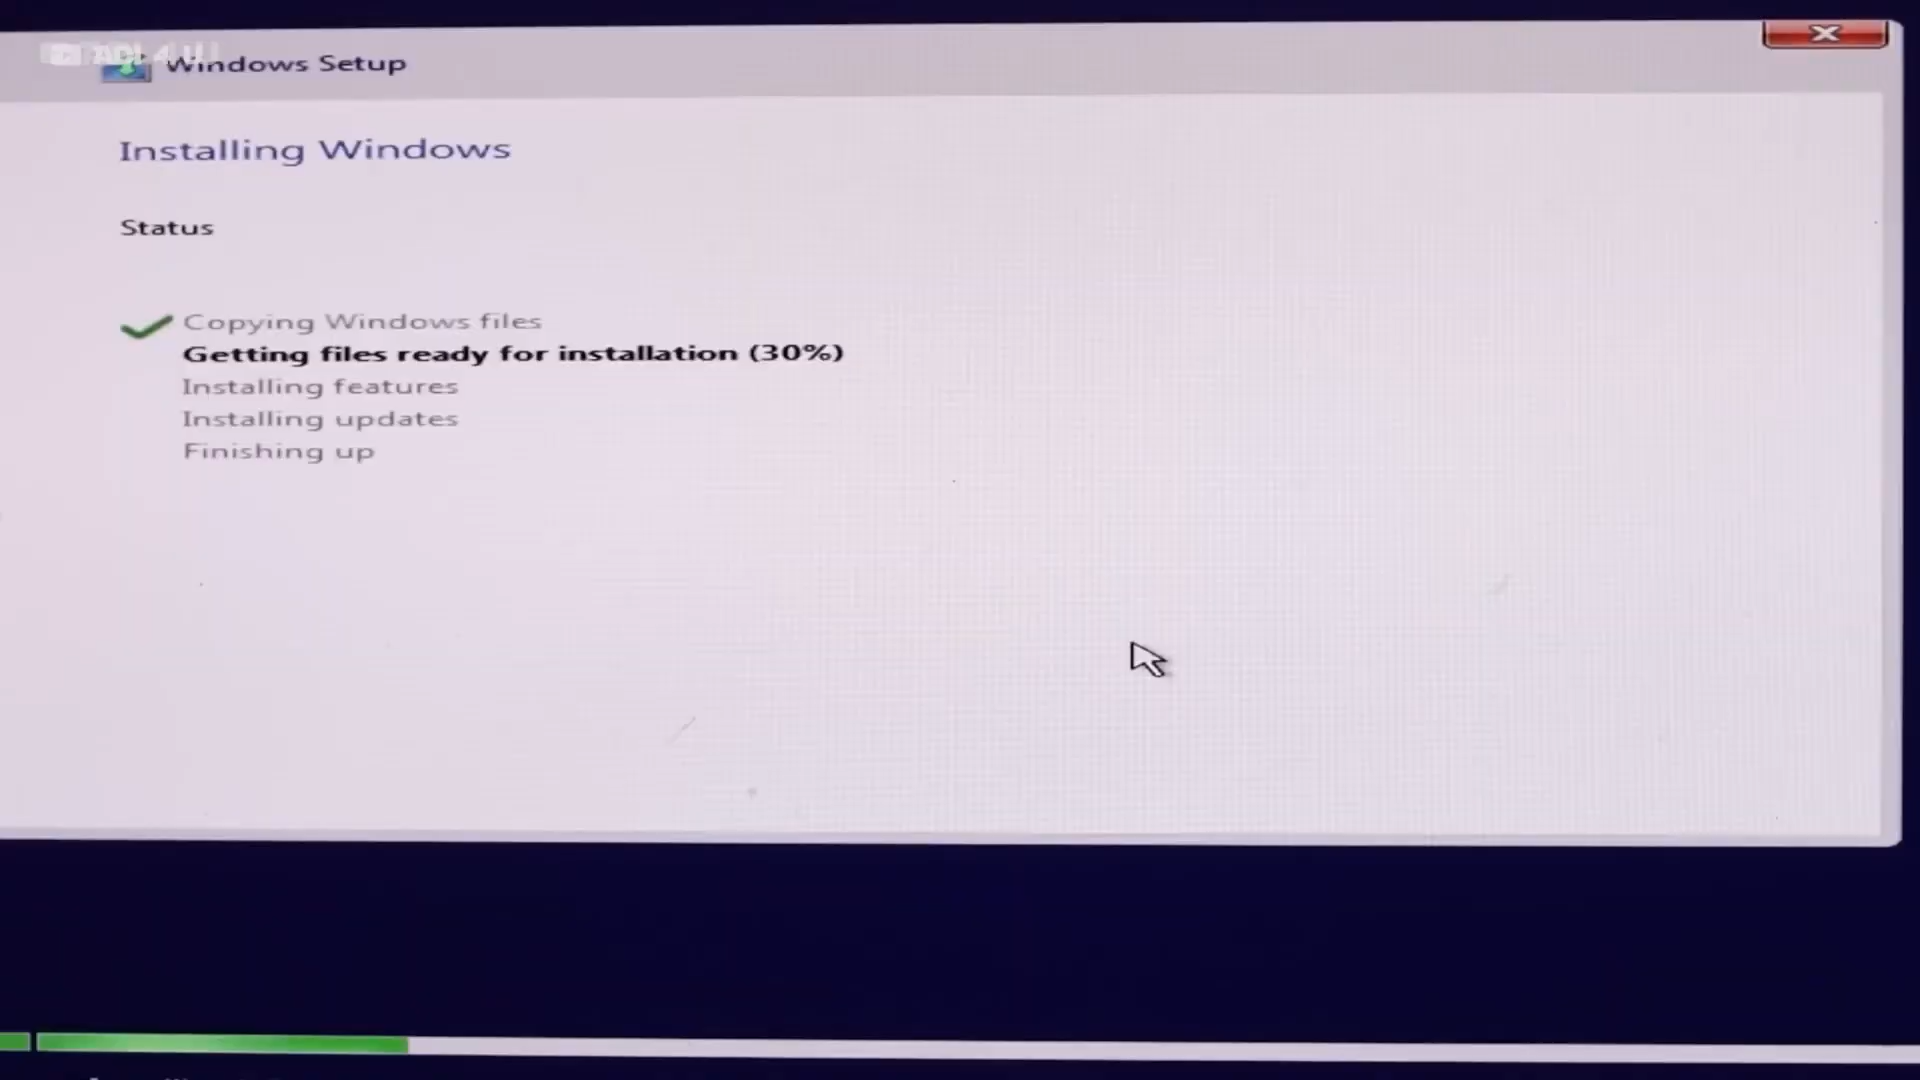 Windows Setup
Installing Windows
Status
Copying Windows files
Getting files ready for installation (30%)
Installing features
Installing updates
Finishing up